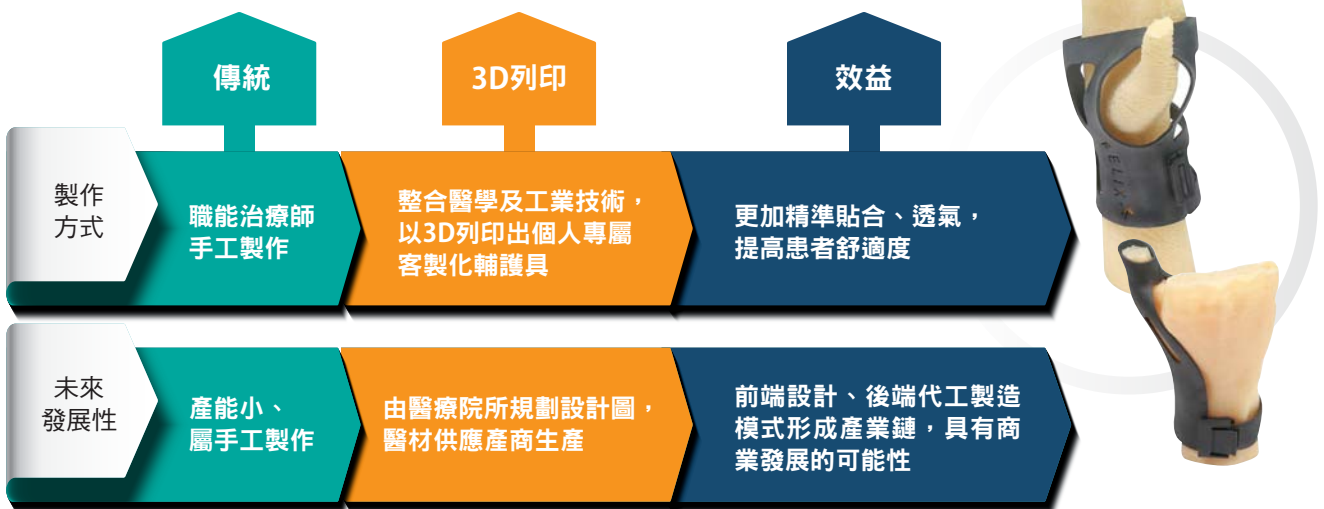 傳統
3D列印
效益
製作
方式
職能治療師
手工製作
整合醫學及工業技術，
以3D列印出個人專屬
客製化輔護具
更加精準貼合、透氣，
提高患者舒適度
未來
發展性
產能小、
屬手工製作
由醫療院所規劃設計圖，
醫材供應產商生產
前端設計、後端代工製造
模式形成產業鏈，具有商
業發展的可能性